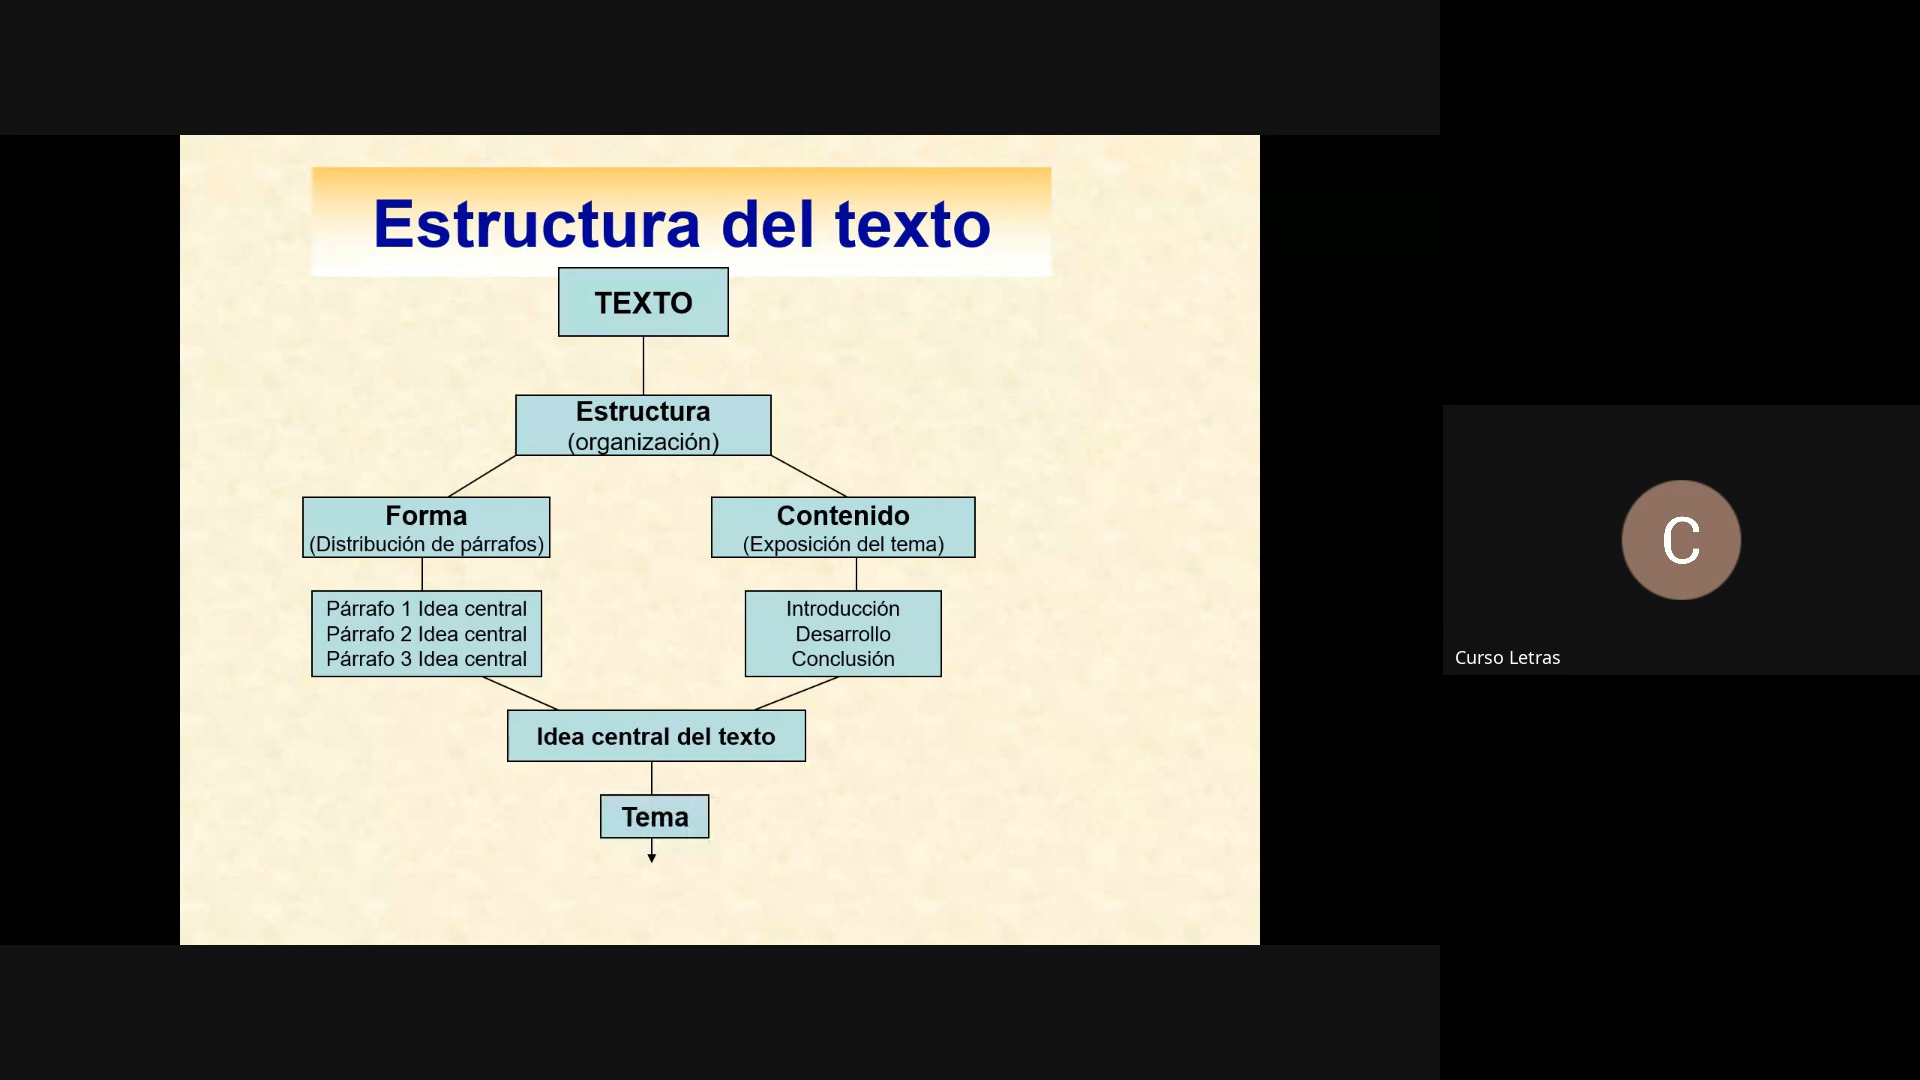 Estructura del texto
TEXTO
Estructura
(organización)
Forma
(Distribución de párrafos)
Contenido
(Exposición del tema)
Párrafo 1 Idea central
Párrafo 2 Idea central
Párrafo 3 Idea central
Introducción
Desarrollo
Conclusión
Idea central del texto
Tema
C
Curso Letras